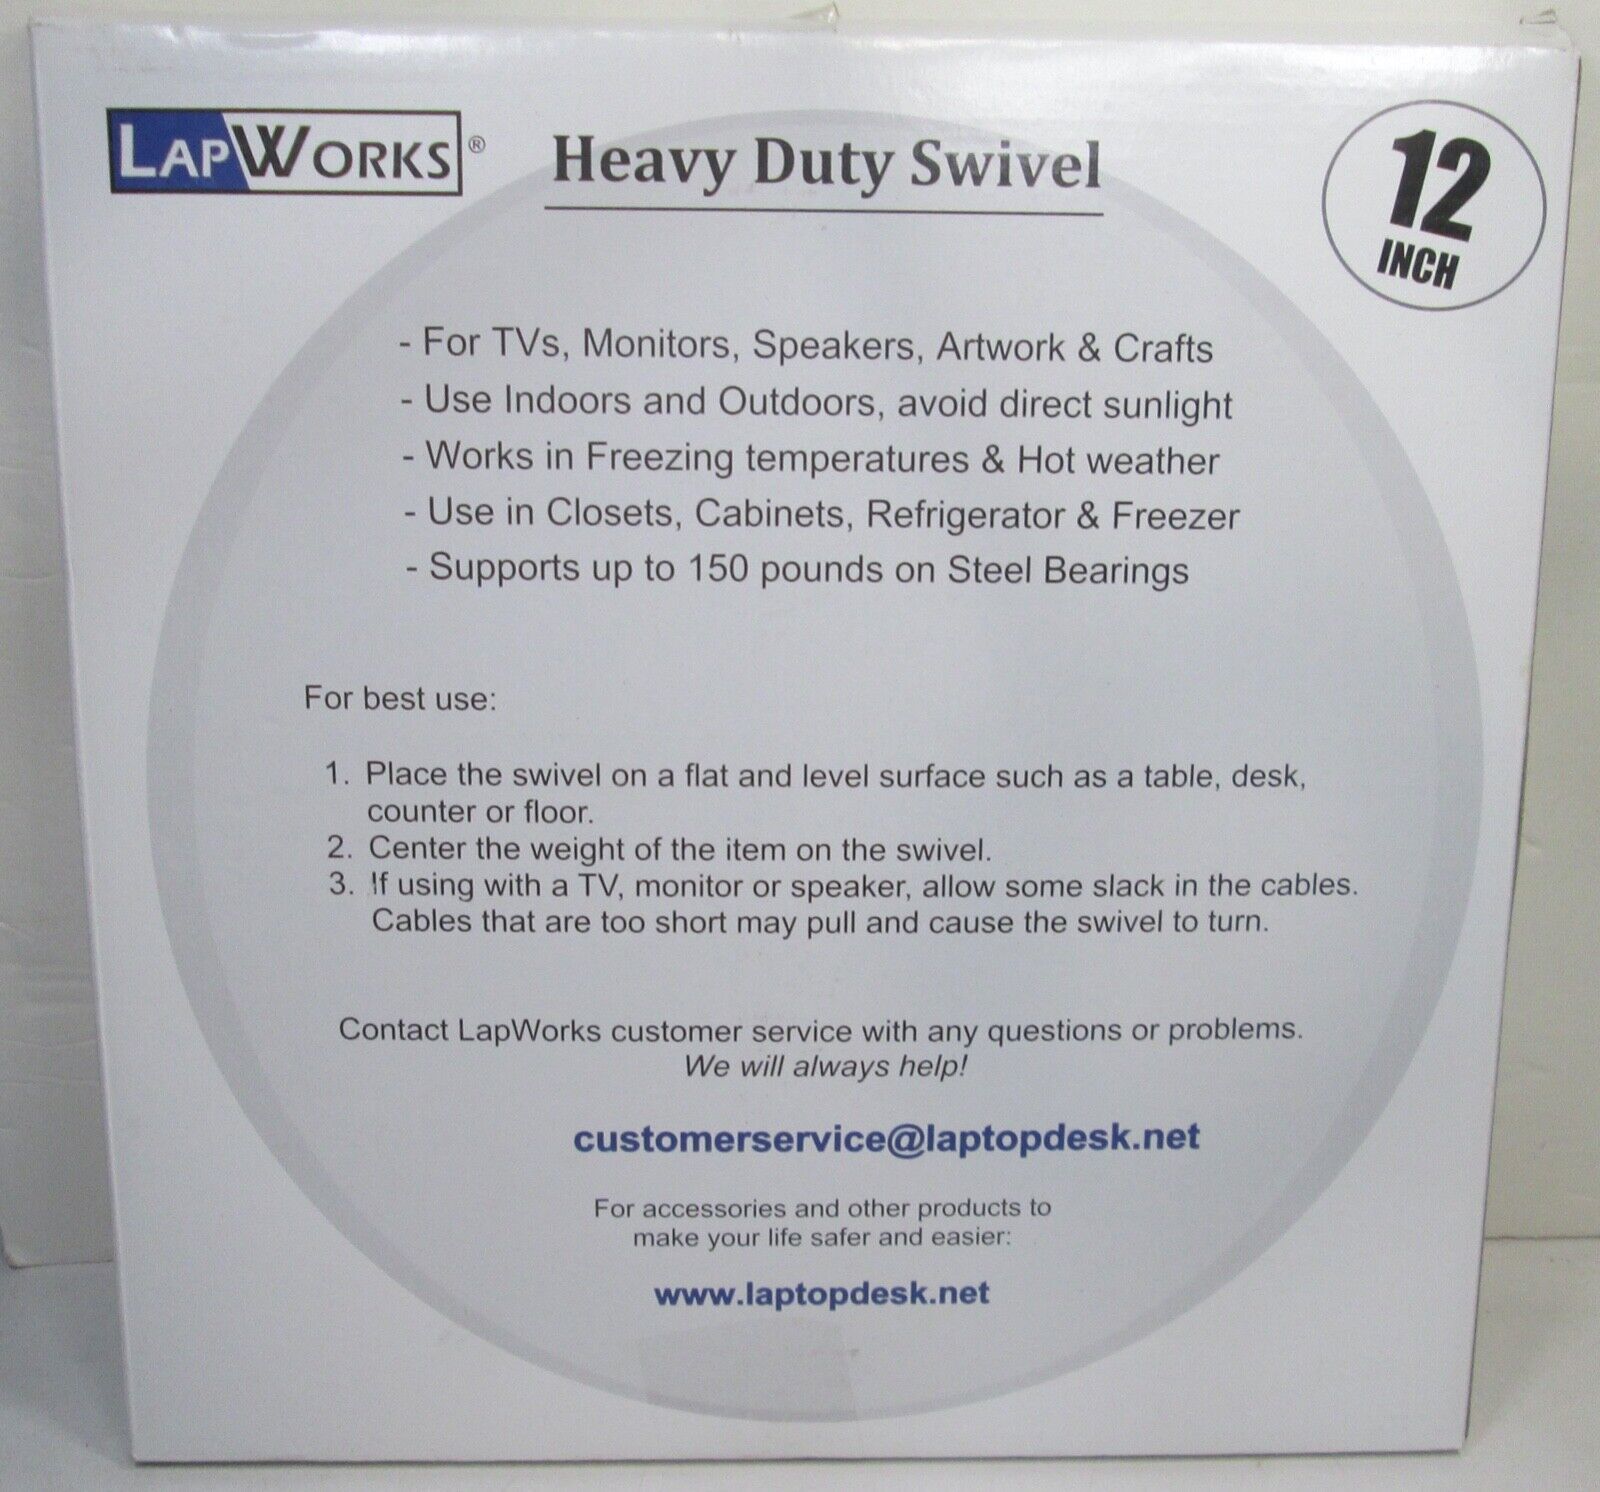 LAPWORKS®
Heavy Duty Swivel
12
INCH
- For TVs, Monitors, Speakers, Artwork & Crafts
- Use Indoors and Outdoors, avoid direct sunlight
- Works in Freezing temperatures & Hot weather
- Use in Closets, Cabinets, Refrigerator & Freezer
- Supports up to 150 pounds on Steel Bearings
For best use:
1. Place the swivel on a flat and level surface such as a table, desk,
counter or floor.
2. Center the weight of the item on the swivel.
3. If using with a TV, monitor or speaker, allow some slack in the cables.
Cables that are too short may pull and cause the swivel to turn.
Contact LapWorks customer service with any questions or problems.
We will always help!
customerservice@laptopdesk.net
For accessories and other products to
make your life safer and easier:
www.laptopdesk.net